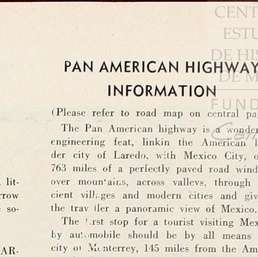 CENT
ESTU
DE HIS
DE M
FUND
PAN AMERICAN HIGHWAY
INFORMATION
(Please refer to road map on central pa
The Pan American highway is a wonder
engineering feat, linkin the American
der city of Laredo, with Mexico City, o
763 miles of a perfectly paved road wind
over mountains, across valleys, through
cient villages and modern cities and giv
the traveller a panoramic view of Mexico.
The first stop for a tourist visiting Mex
by automobile should be by all means
city of Monterrey, 145 miles from the Am
lit-
rrow
so-
AR-